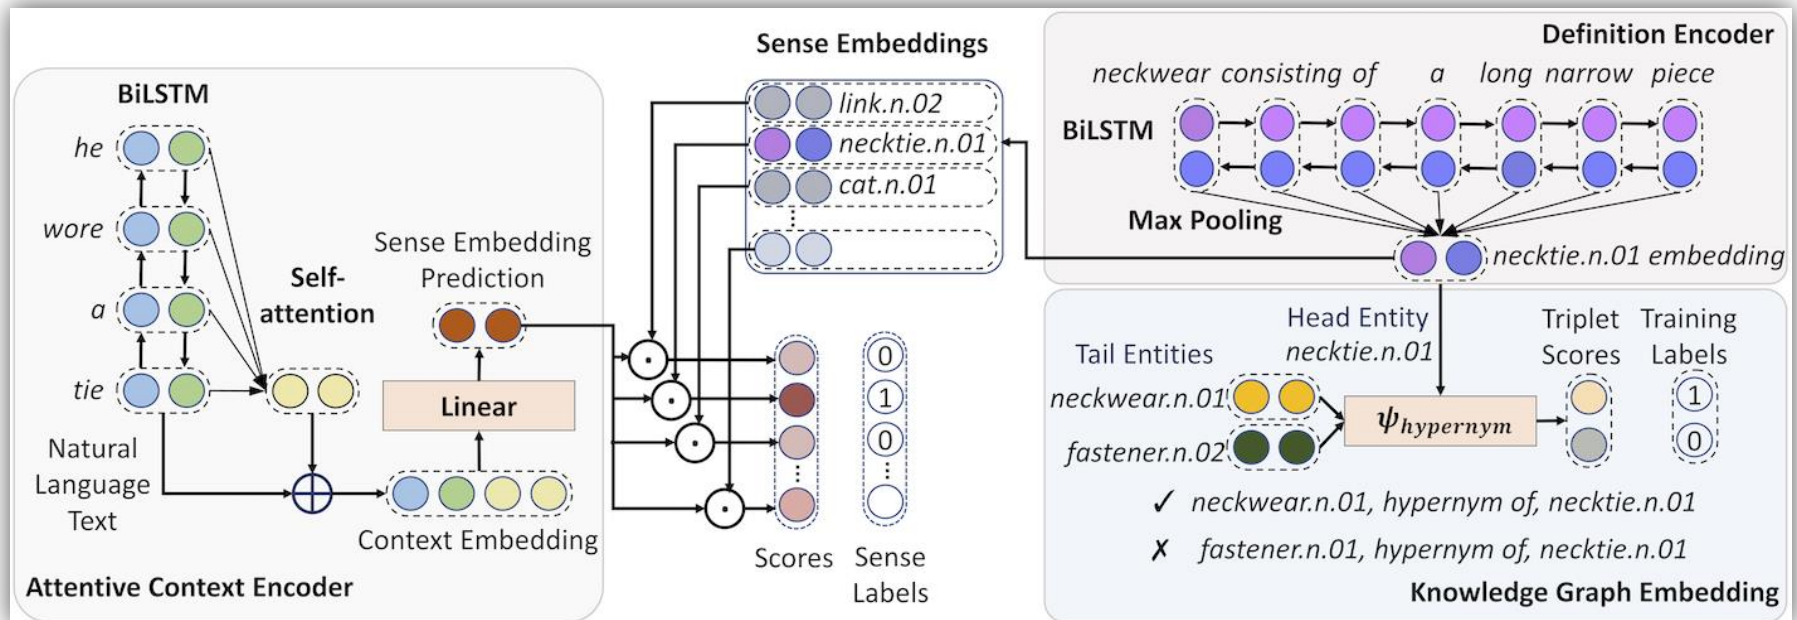 BiLSTM
he
wore
a
tie
Natural
Language
Text
Self-
attention
Sense Embedding
Prediction
Linear
Context Embedding
Attentive Context Encoder
Sense Embeddings
link.n.02
necktie.n.01
cat.n.01
Scores
0
1
0
Sense
Labels
Definition Encoder
neckwear consisting of a long narrow piece
BiLSTM
Max Pooling
necktie.n.01 embedding
Head Entity
necktie.n.01
Tail Entities
neckwear.n.01
fastener.n.02
ψhypernym
Triplet
Scores
Training
Labels
1
0
✓ neckwear.n.01, hypernym of, necktie.n.01
✗ fastener.n.01, hypernym of, necktie.n.01
Knowledge Graph Embedding